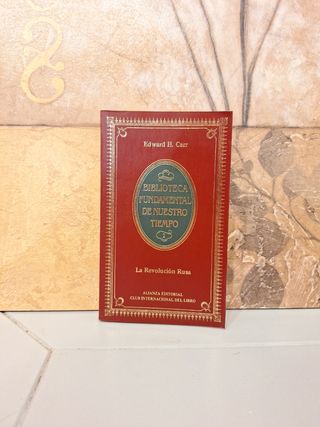 Edward H. Carr
BIBLIOTECA
FUNDAMENTAL
DE NUESTRO
TIEMPO
La Revolución Rusa
ALIANZA EDITORIAL
CLUB INTERNACIONAL DEL LIBRO